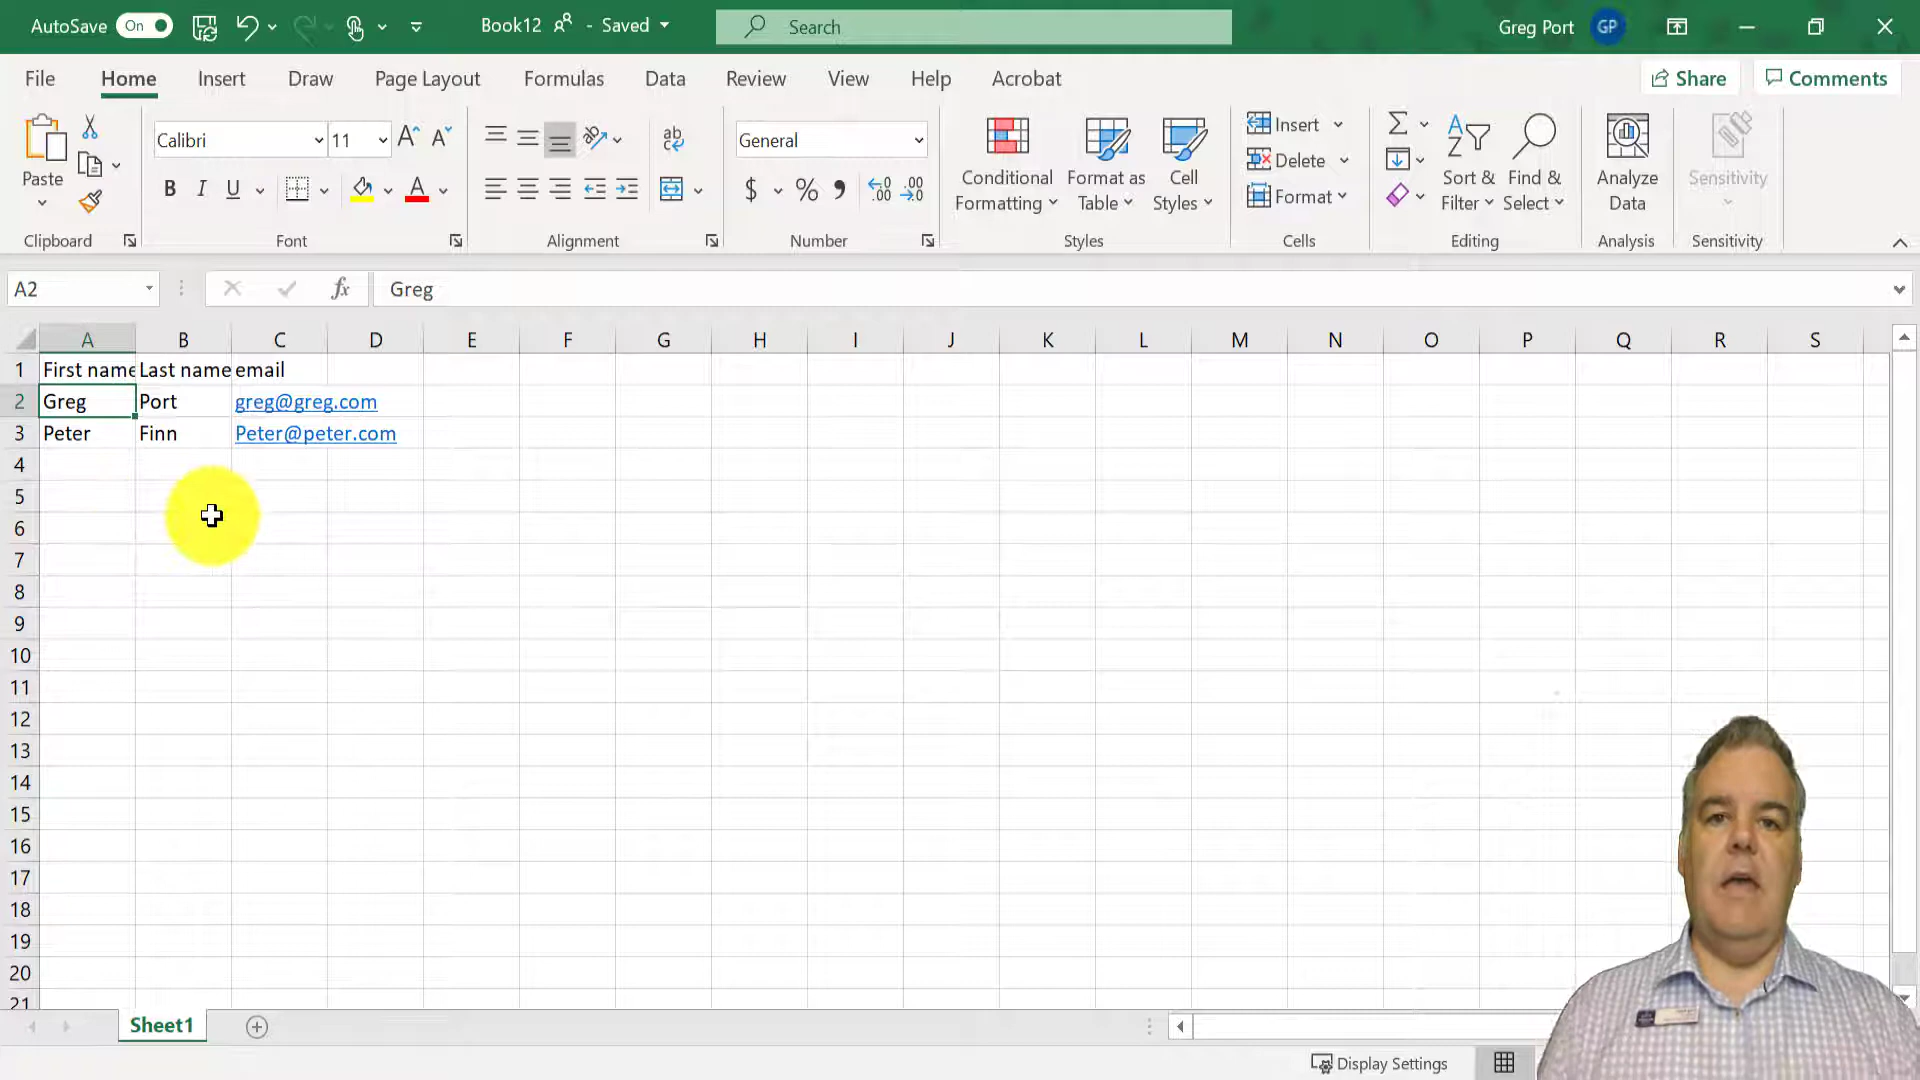 AutoSave On Book12 - Saved Search Greg Port GP
File Home Insert Draw Page Layout Formulas Data Review View Help Acrobat Share Comments
Paste
Calibri 11
B I U A
ab c
General
$ % 9
Conditional Formatting
Format as Table
Cell Styles
Insert
Delete
Format
Sort & Filter
Find & Select
Analyze Data
Sensitivity
Clipboard Font Alignment Number Styles Cells Editing Analysis Sensitivity
A2 fx Greg
A B C D E F G H I J K L M N O P Q R S
1 First name Last name email
2 Greg Port greg@greg.com
3 Peter Finn Peter@peter.com
4
5
6
7
8
9
10
11
12
13
14
15
16
17
18
19
20
21
Sheet1
Display Settings